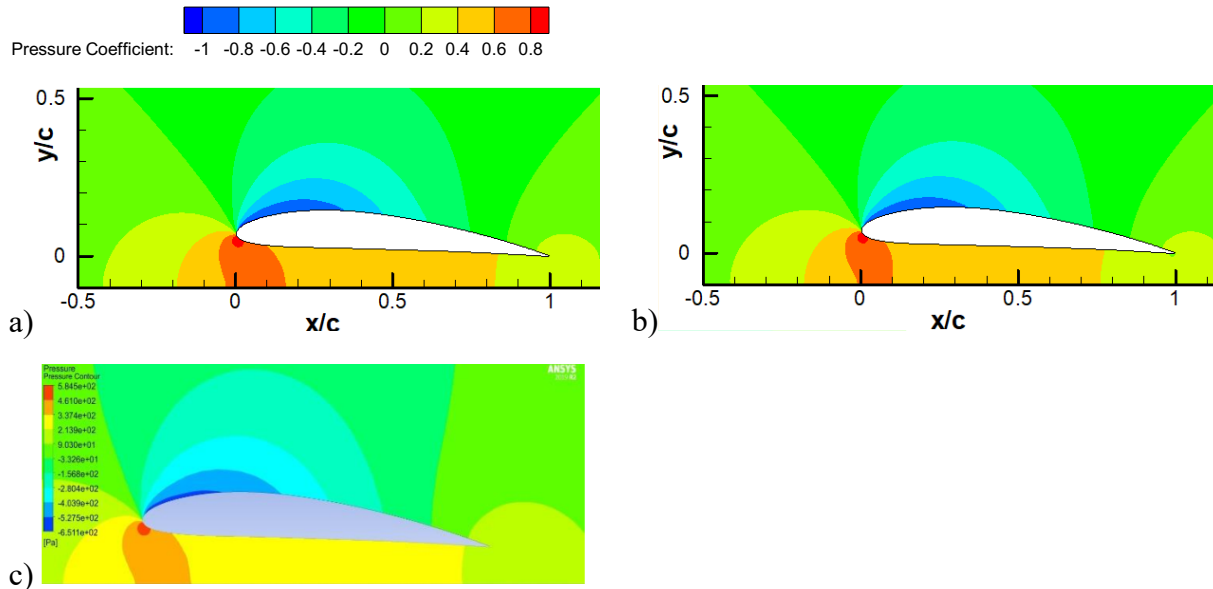 Pressure Coefficient: -1 -0.8 -0.6 -0.4 -0.2 0 0.2 0.4 0.6 0.8
0.5
y/c
0
-0.5 0 0.5 1
x/c
a)
0.5
y/c
0
-0.5 0 0.5 1
x/c
b)
Pressure
Pressure Contour
5.845e+02
4.610e+02
3.374e+02
2.139e+02
9.030e+01
-3.326e+01
-1.568e+02
-2.804e+02
-4.039e+02
-5.275e+02
-6.511e+02
[Pa]
ANSYS
c)